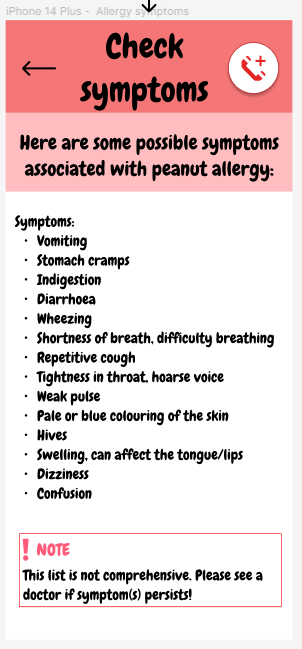 iPhone 14 Plus - Allergy symptoms
Check
symptoms
Here are some possible symptoms
associated with peanut allergy:
Symptoms:
· Vomiting
· Stomach cramps
· Indigestion
· Diarrhoea
· Wheezing
· Shortness of breath, difficulty breathing
· Repetitive cough
· Tightness in throat, hoarse voice
· Weak pulse
· Pale or blue colouring of the skin
· Hives
· Swelling, can affect the tongue/lips
· Dizziness
· Confusion
! NOTE
This list is not comprehensive. Please see a
doctor if symptom(s) persists!